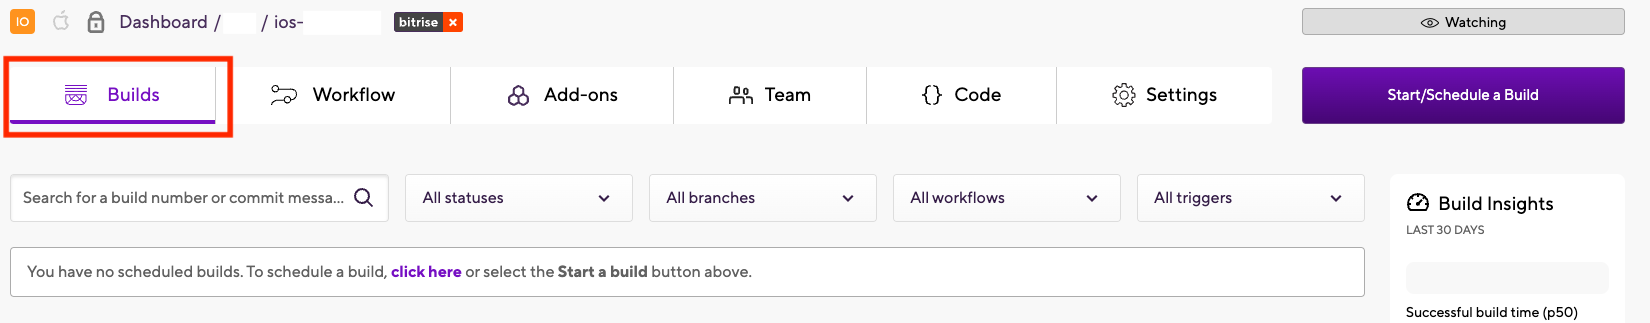 IO Dashboard / / ios- bitrise x Watching
Builds Workflow Add-ons Team {} Code Settings Start/Schedule a Build
Search for a build number or commit messa... All statuses All branches All workflows All triggers
Build Insights
LAST 30 DAYS
You have no scheduled builds. To schedule a build, click here or select the Start a build button above.
Successful build time (p50)